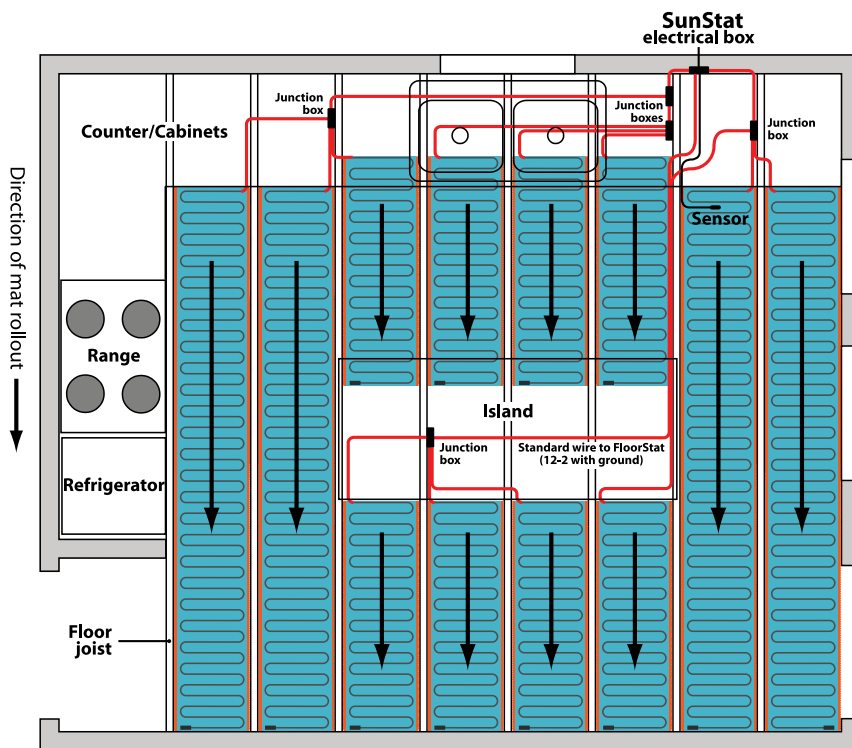 SunStat
electrical box
Junction
box
Junction
boxes
Junction
box
Counter/Cabinets
Direction of mat rollout
Sensor
Range
Island
Junction
box
Standard wire to FloorStat
(12-2 with ground)
Refrigerator
Floor
joist